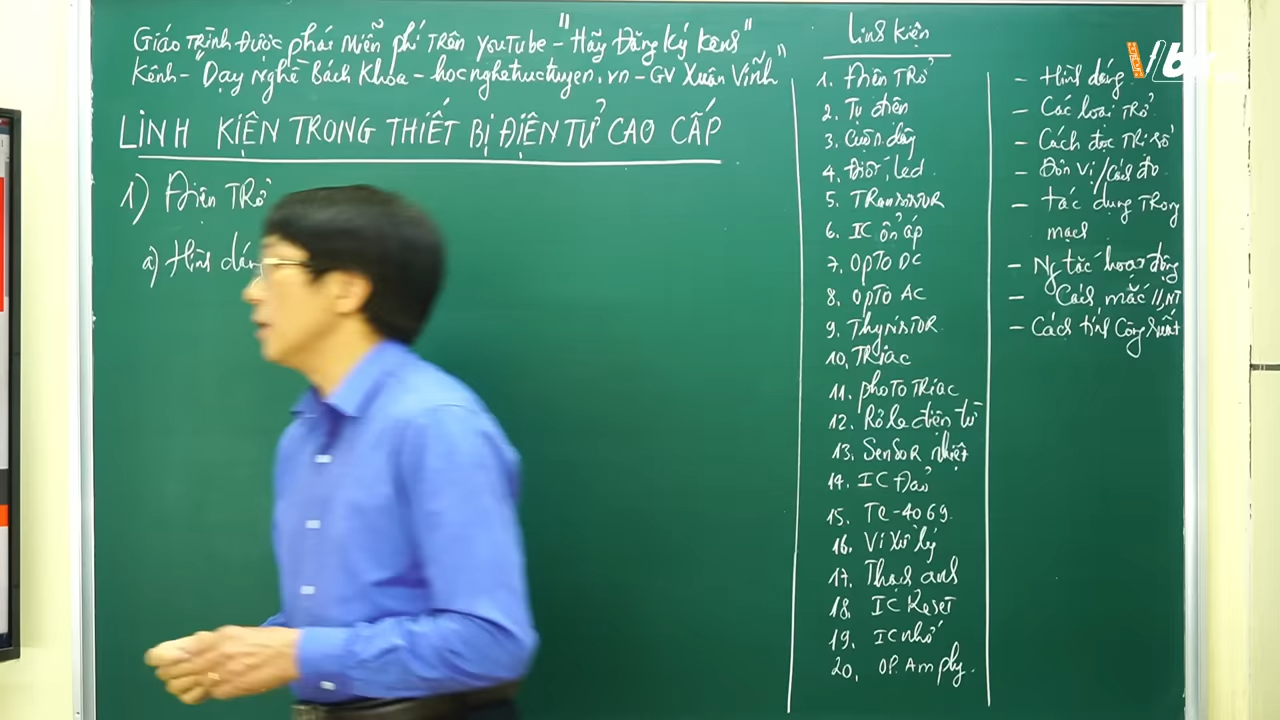 Giáo Trình Được phát Miễn phí Trên YouTube - "Hãy Đăng Ký Kênh"
Kênh - "Dạy Nghề Bách Khoa - hocnghetructuyen.vn - GV Xuân Vinh"
LINH KIỆN TRONG THIẾT BỊ ĐIỆN TỬ CAO CẤP
1) Điện Trở
a) Hình dáng
Linh kiện
1. Điện Trở
2. Tụ điện
3. Cuộn dây
4. Điốt, led
5. Transistor
6. IC ổn áp
7. Opto DC
8. Opto AC
9. Thyristor
10. Triac
11. photo Triac
12. Rơle điện từ
13. Sensor nhiệt
14. IC Đảo
15. TC-4069
16. Vi xử lý
17. Thạch anh
18. IC Reset
19. IC nhớ
20. OP. Amply
- Hình dáng
- Các loại Trở
- Cách đọc Trị số
- Đơn vị/Cách đo
- tác dụng Trong
mạch
- Ng tắc hoạt động
- Cách mắc //, NT
- Cách tính Công suất